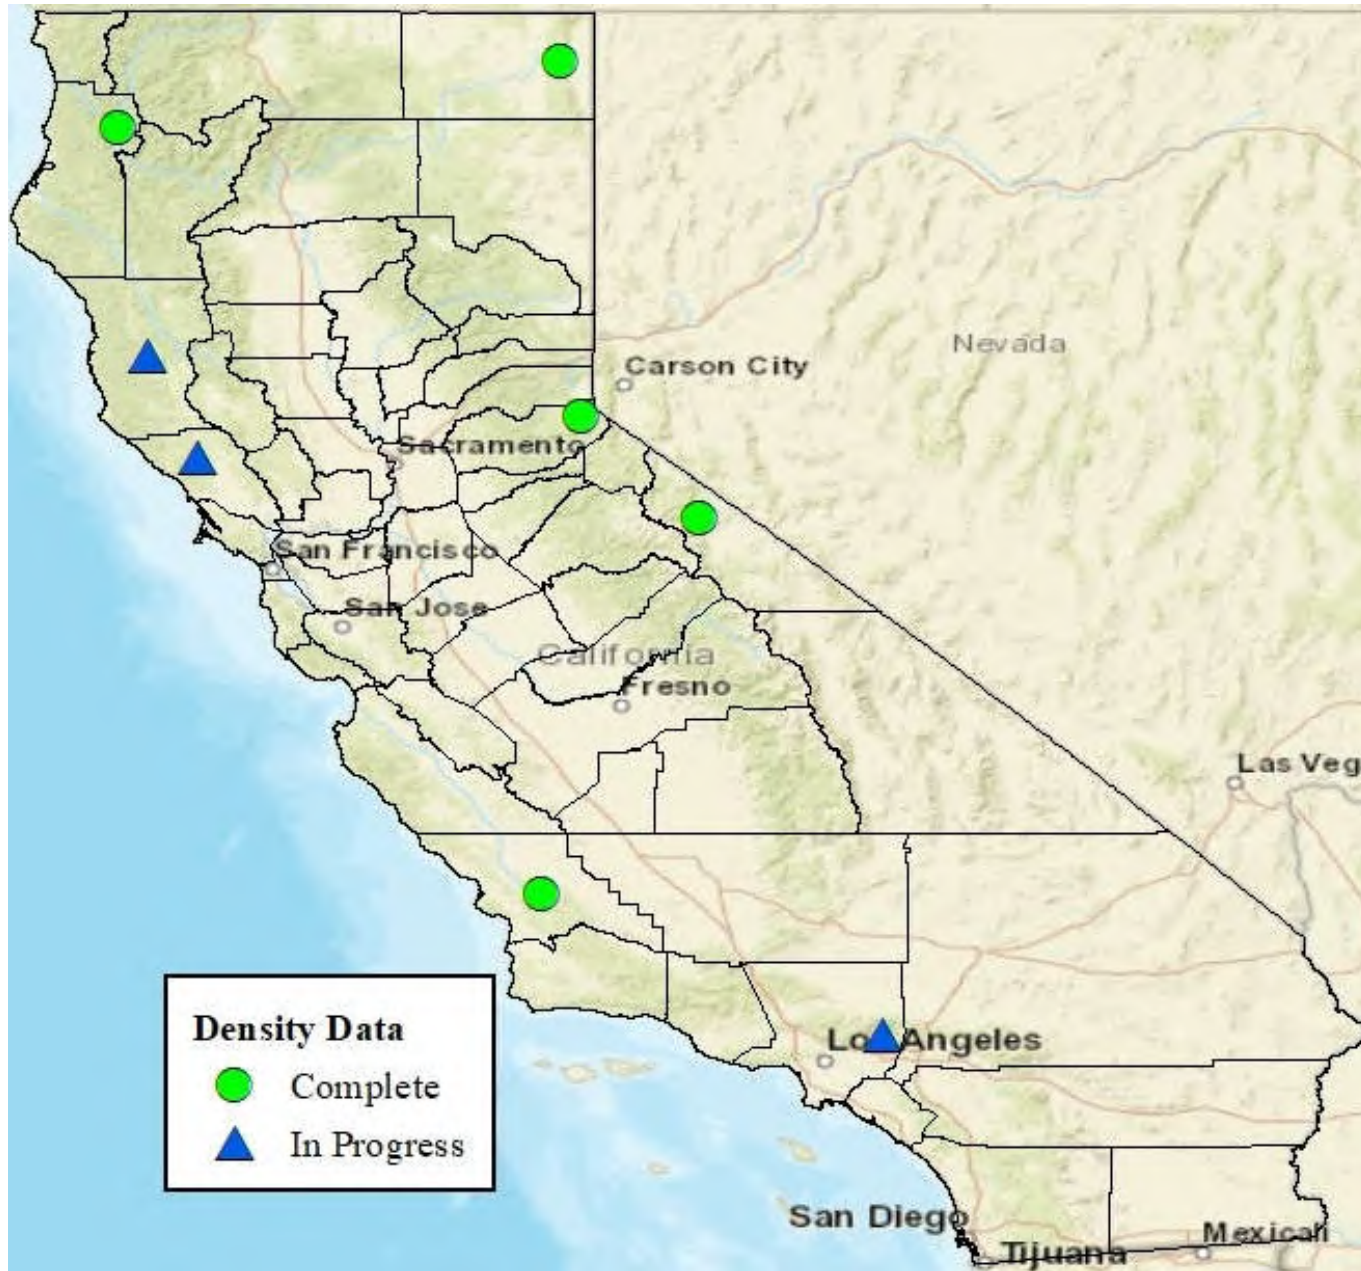 Nevada
Carson City
Sacramento
San Francisco
San Jose
California
Fresno
Las Veg
Density Data
Complete
In Progress
Los Angeles
San Diego
Mexicali
Tijuana